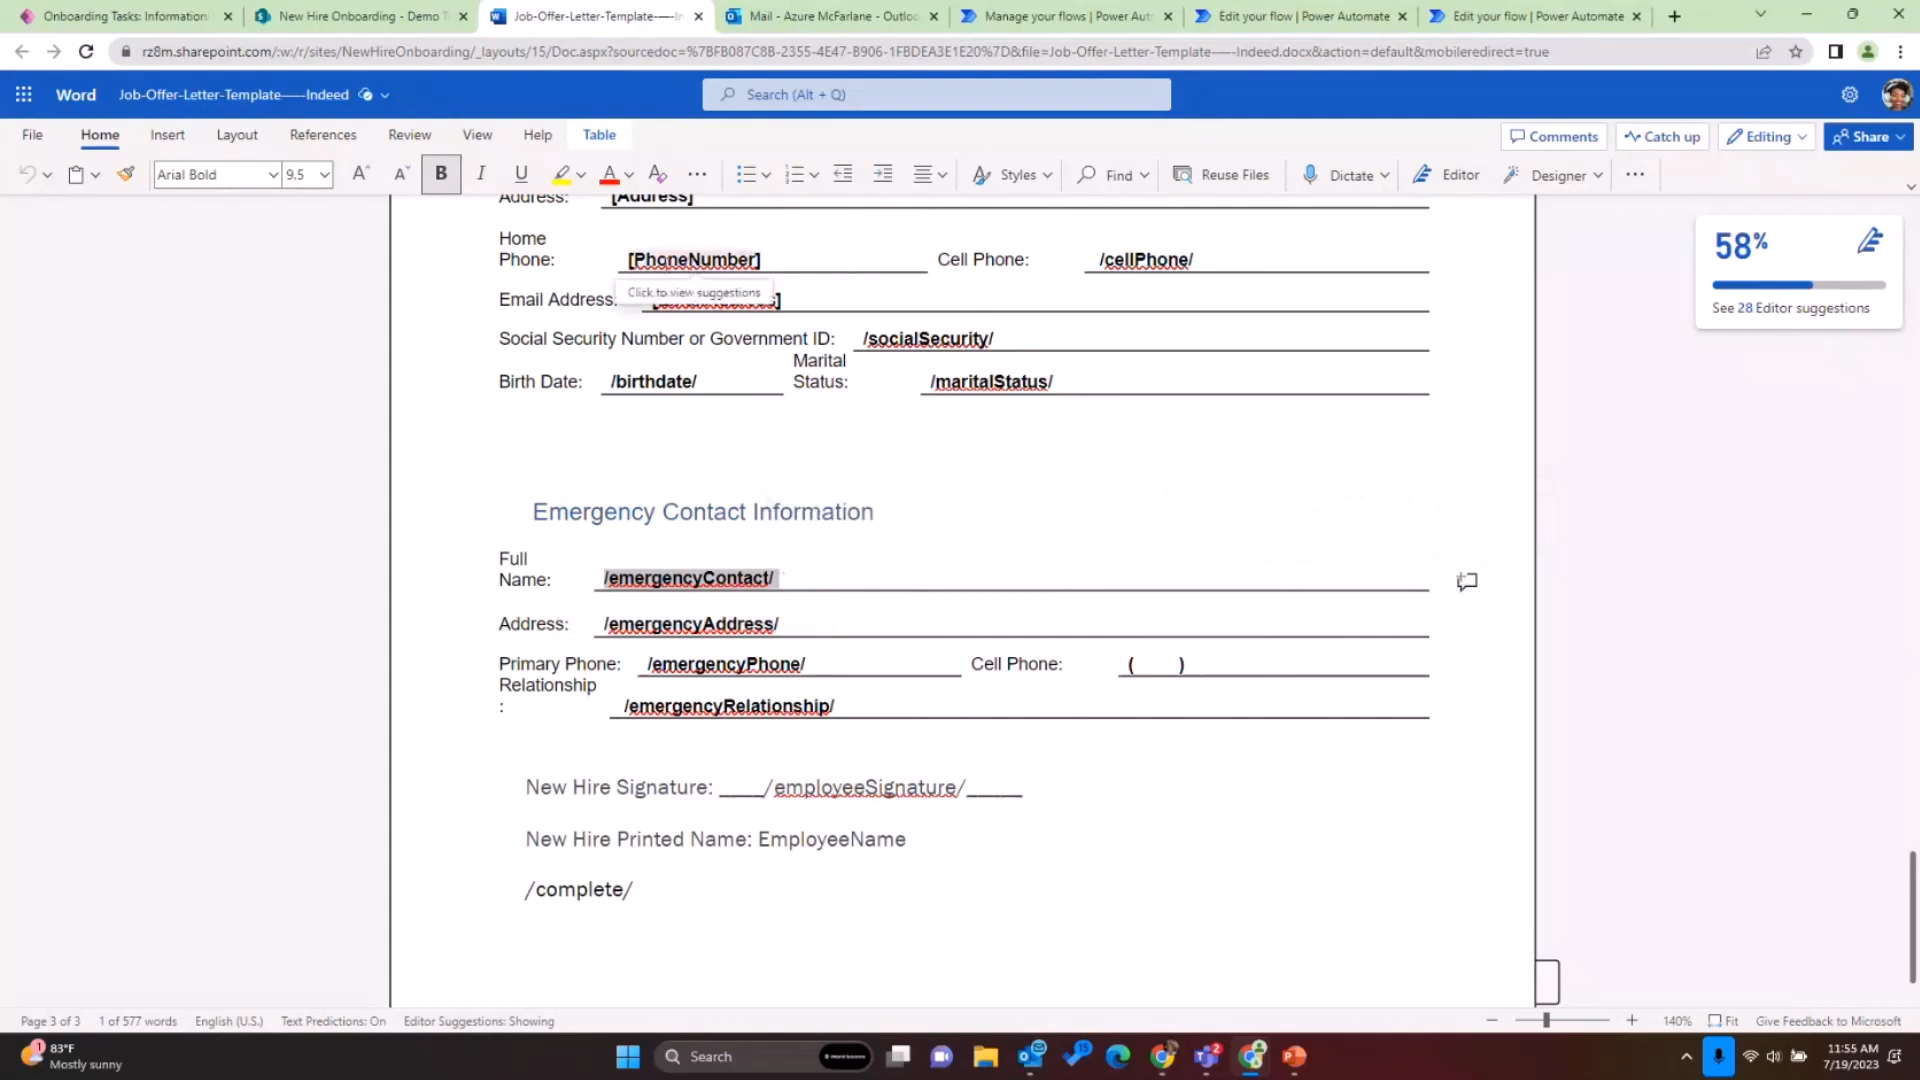 Onboarding Tasks: Information
New Hire Onboarding - Demo T
Job-Offer-Letter-Template-----In
Mail - Azure McFarlane - Outloo
Manage your flows | Power Aut
Edit your flow | Power Automate
Edit your flow | Power Automate
rz8m.sharepoint.com/:w:/r/sites/NewHireOnboarding/_layouts/15/Doc.aspx?sourcedoc=%7BFB087C8B-2355-4E47-B906-1FBDEA3E1E20%7D&file=Job-Offer-Letter-Template-----Indeed.docx&action=default&mobileredirect=true
Word Job-Offer-Letter-Template-----Indeed
Search (Alt + Q)
File Home Insert Layout References Review View Help Table
Comments Catch up Editing Share
Arial Bold 9.5 B I U A A Styles Find Reuse Files Dictate Editor Designer
Address: [Address]
58%
See 28 Editor suggestions
Home
Phone: [PhoneNumber] Cell Phone: /cellPhone/
Click to view suggestions
Email Address:
Social Security Number or Government ID: /socialSecurity/
Marital
Birth Date: /birthdate/ Status: /maritalStatus/
Emergency Contact Information
Full
Name: /emergencyContact/
Address: /emergencyAddress/
Primary Phone: /emergencyPhone/ Cell Phone: ( )
Relationship
: /emergencyRelationship/
New Hire Signature: ____/employeeSignature/_____
New Hire Printed Name: EmployeeName
/complete/
Page 3 of 3 1 of 577 words English (U.S.) Text Predictions: On Editor Suggestions: Showing
140% Fit Give Feedback to Microsoft
1
83°F
Mostly sunny
Search
15
2
11:55 AM
7/19/2023